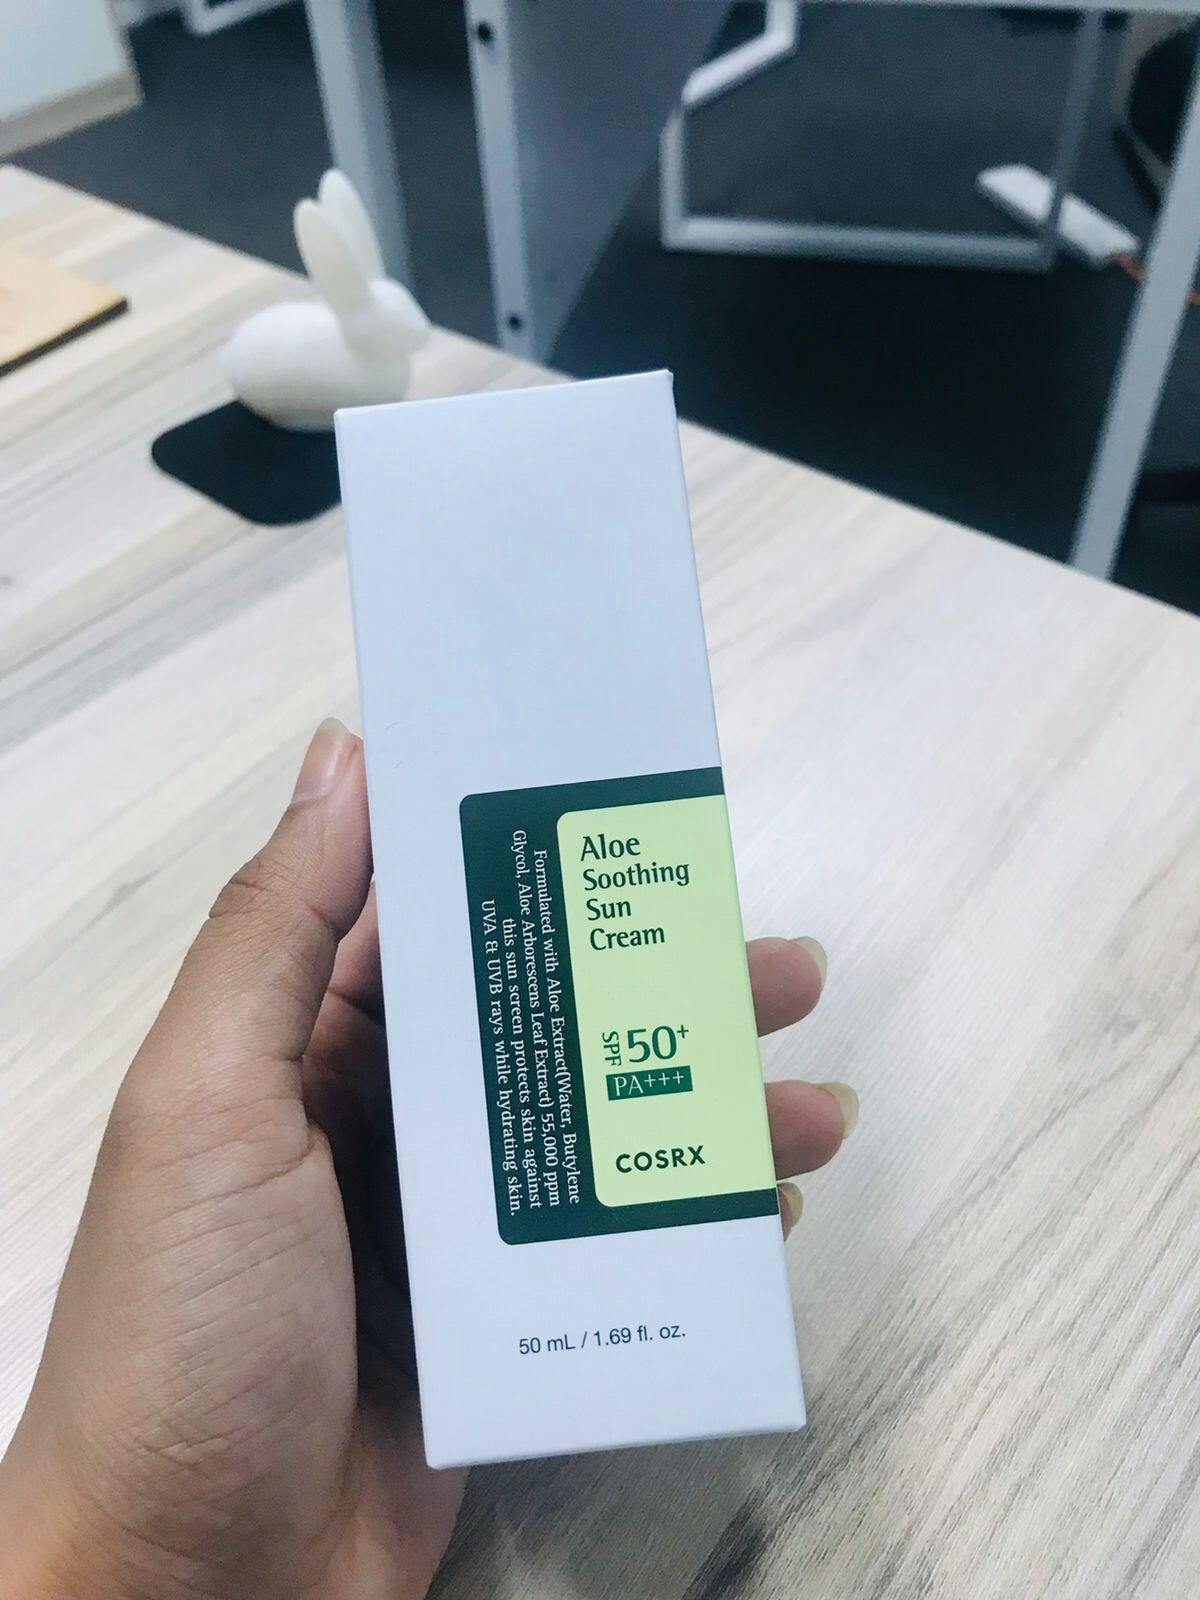 Aloe
Soothing
Sun
Cream
SPF 50+
PA+++
COSRX
Formulated with Aloe Extract(Water, Butylene
Glycol, Aloe Arborescens Leaf Extract) 55,000 ppm
this sun screen protects skin against
UVA & UVB rays while hydrating skin.
50 mL / 1.69 fl. oz.